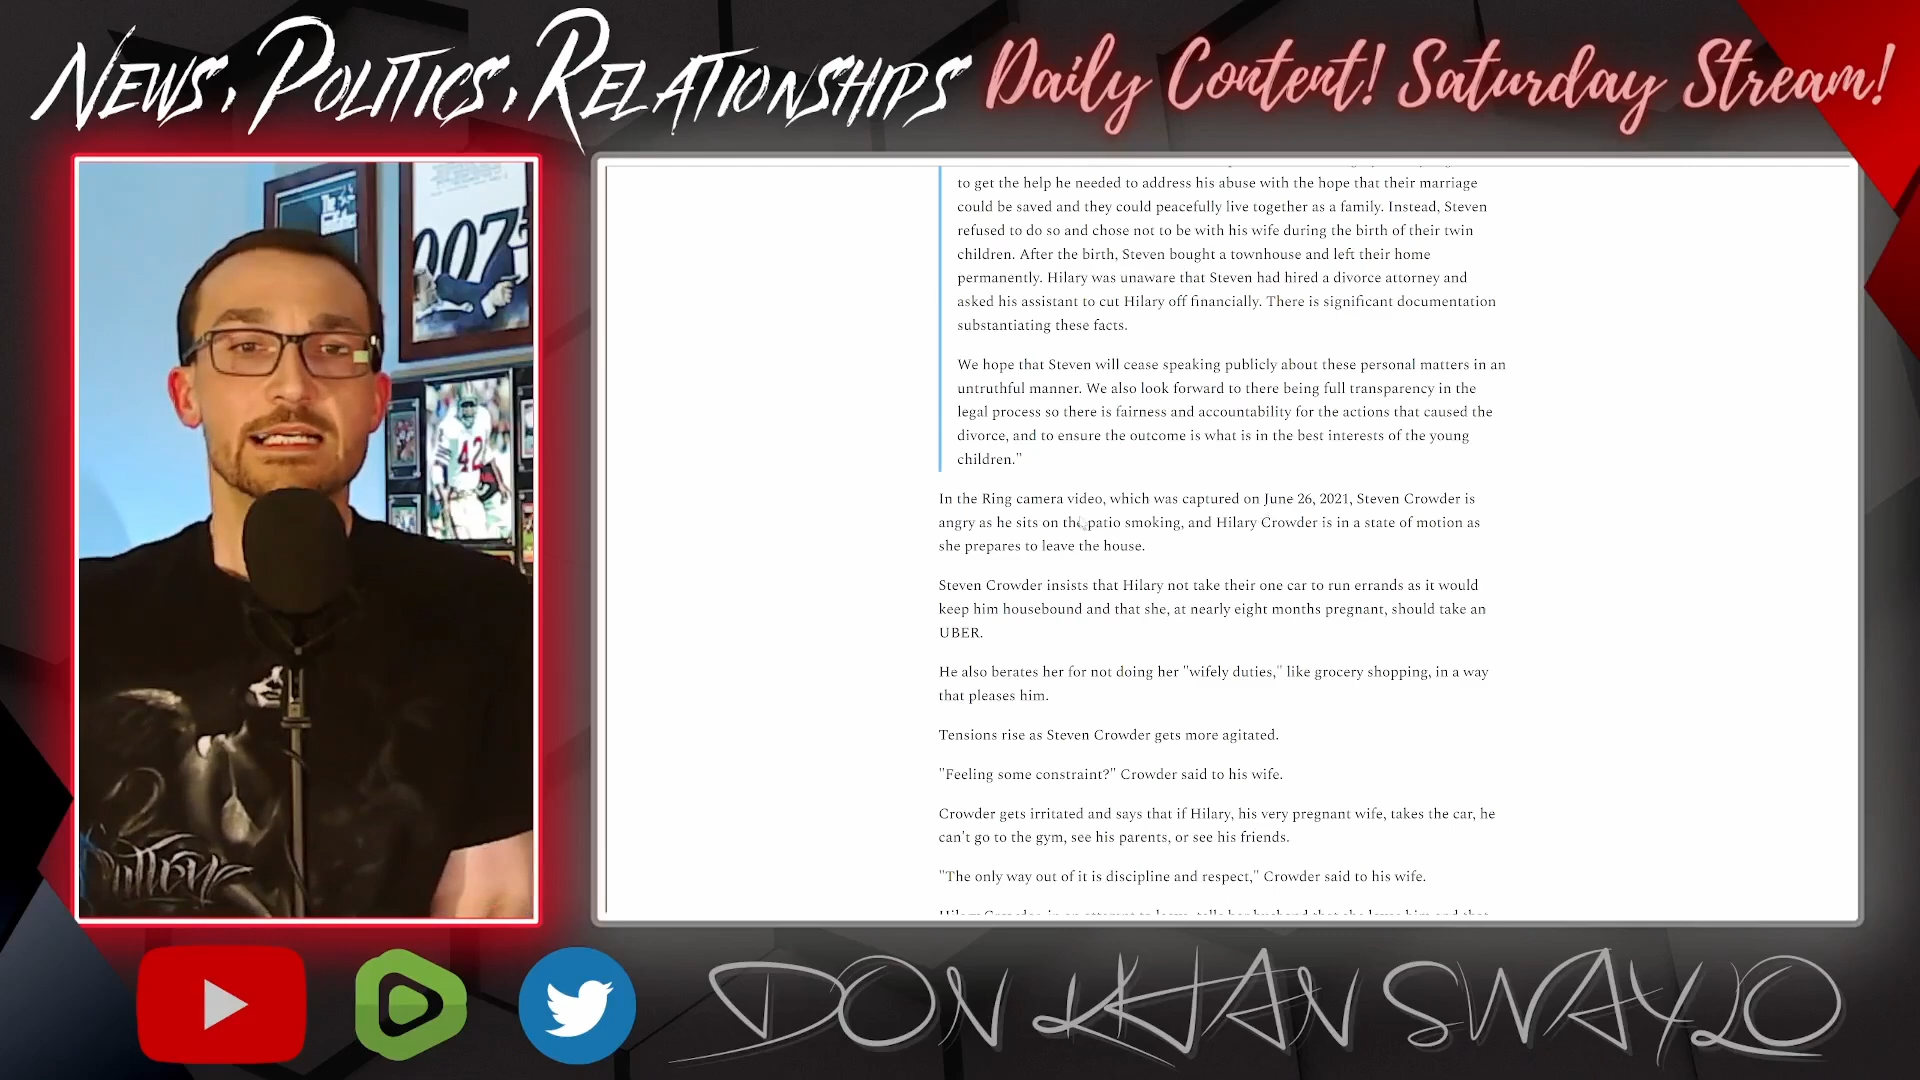 NEWS, POLITICS, RELATIONSHIPS Daily Content! Saturday Stream!
The
007
42
to get the help he needed to address his abuse with the hope that their marriage
could be saved and they could peacefully live together as a family. Instead, Steven
refused to do so and chose not to be with his wife during the birth of their twin
children. After the birth, Steven bought a townhouse and left their home
permanently. Hilary was unaware that Steven had hired a divorce attorney and
asked his assistant to cut Hilary off financially. There is significant documentation
substantiating these facts.
We hope that Steven will cease speaking publicly about these personal matters in an
untruthful manner. We also look forward to there being full transparency in the
legal process so there is fairness and accountability for the actions that caused the
divorce, and to ensure the outcome is what is in the best interests of the young
children."
In the Ring camera video, which was captured on June 26, 2021, Steven Crowder is
angry as he sits on the patio smoking, and Hilary Crowder is in a state of motion as
she prepares to leave the house.
Steven Crowder insists that Hilary not take their one car to run errands as it would
keep him housebound and that she, at nearly eight months pregnant, should take an
UBER.
He also berates her for not doing her "wifely duties," like grocery shopping, in a way
that pleases him.
Tensions rise as Steven Crowder gets more agitated.
"Feeling some constraint?" Crowder said to his wife.
Crowder gets irritated and says that if Hilary, his very pregnant wife, takes the car, he
can't go to the gym, see his parents, or see his friends.
"The only way out of it is discipline and respect," Crowder said to his wife.
DON KHAN SWAYLO